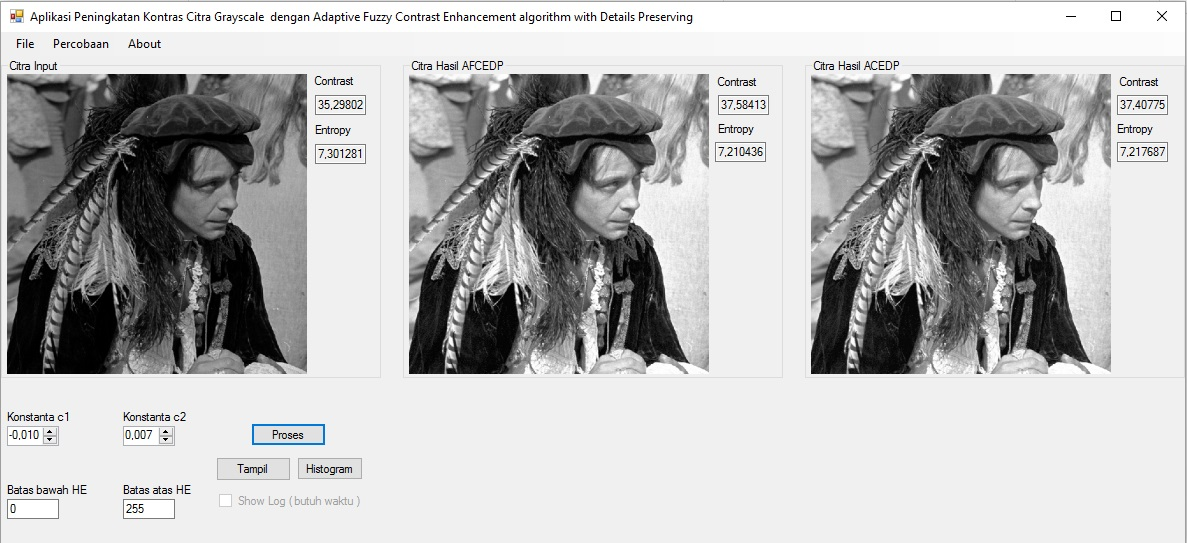 Aplikasi Peningkatan Kontras Citra Grayscale  dengan Adaptive Fuzzy Contrast Enhancement algorithm with Details Preserving
File Percobaan About
Citra Input
Contrast
35,29802
Entropy
7,301281
Citra Hasil AFCEDP
Contrast
37,58413
Entropy
7,210436
Citra Hasil ACEDP
Contrast
37,40775
Entropy
7,217687
Konstanta c1
-0,010
Konstanta c2
0,007
Proses
Tampil
Histogram
Batas bawah HE
0
Batas atas HE
255
Show Log ( butuh waktu )